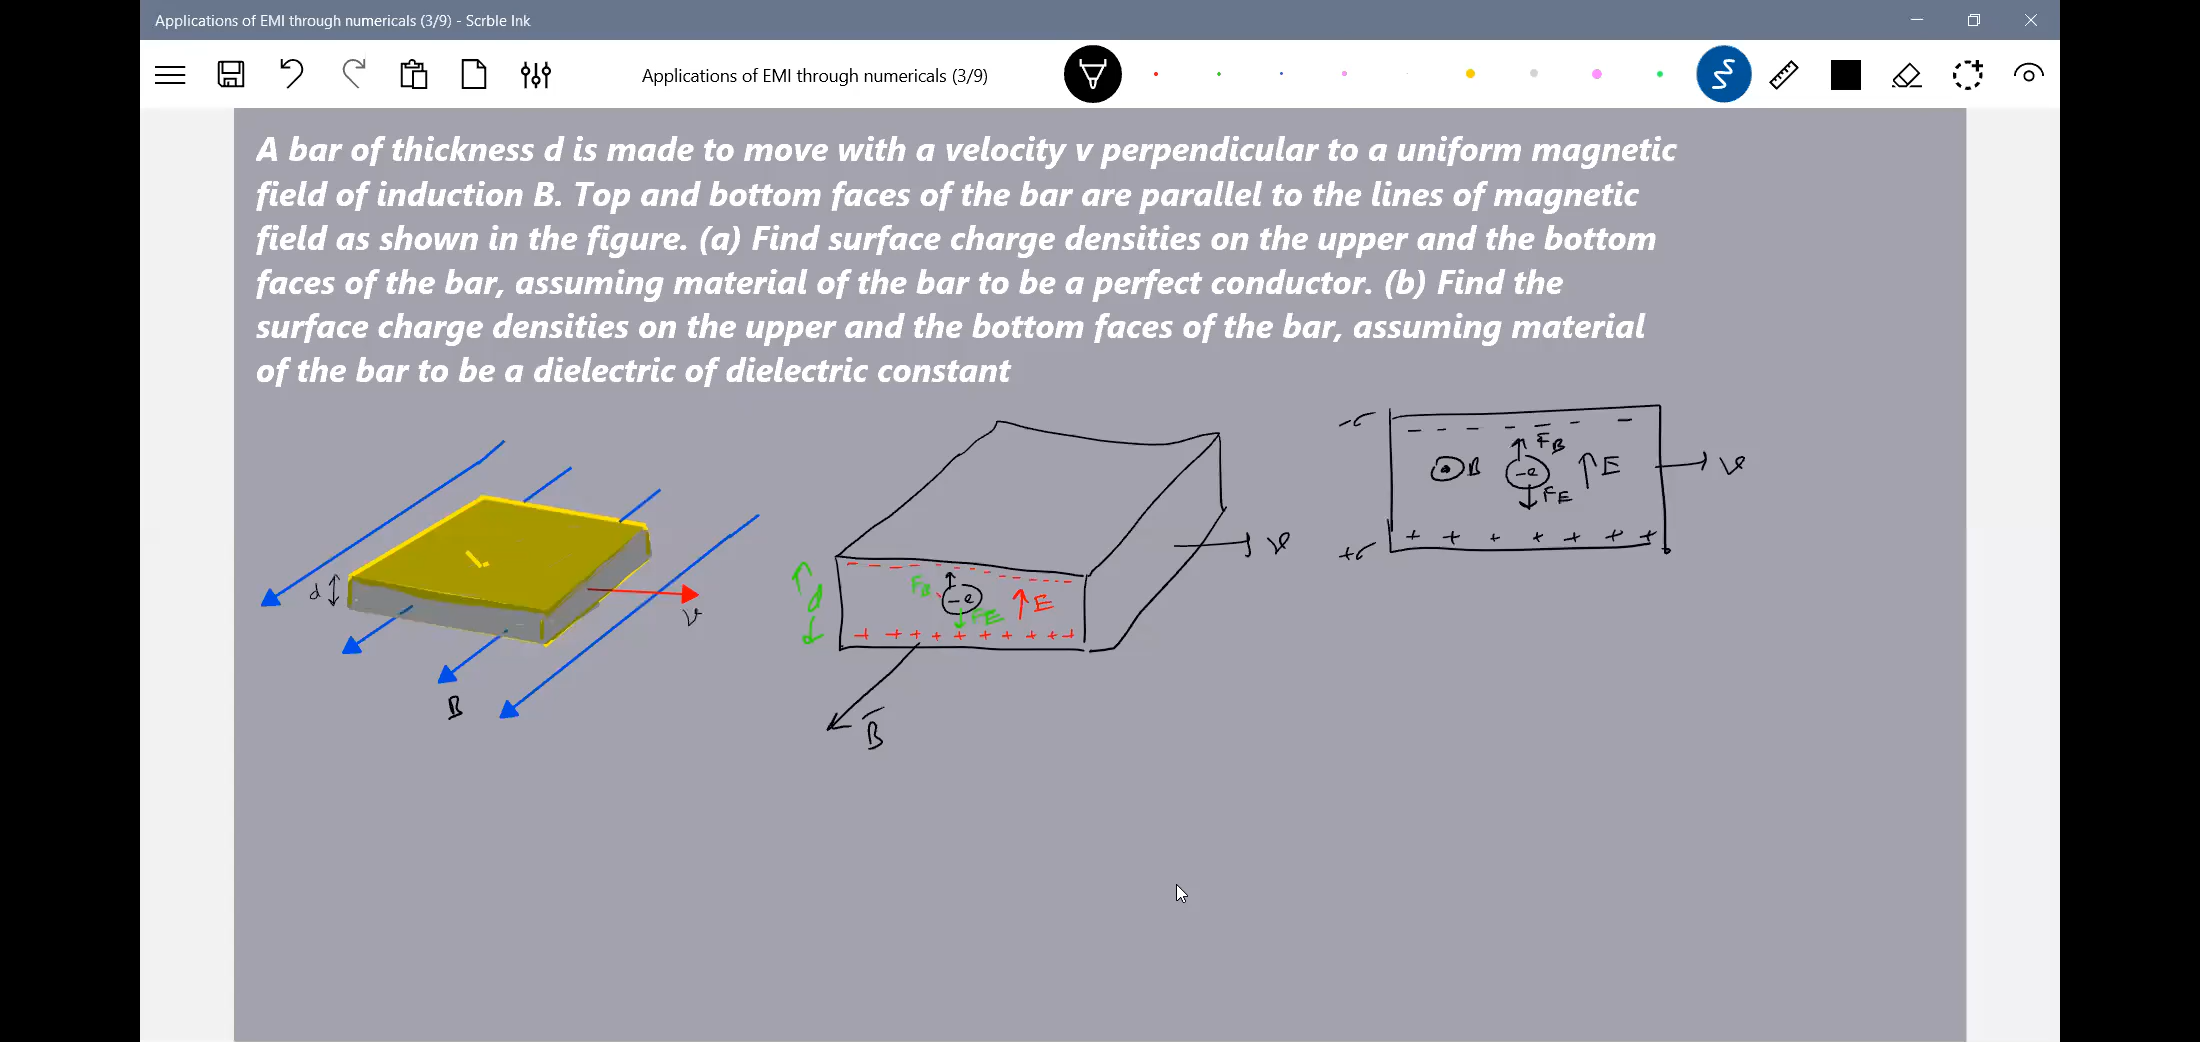 Applications of EMI through numericals (3/9) - Scrble Ink
Applications of EMI through numericals (3/9)
A bar of thickness d is made to move with a velocity v perpendicular to a uniform magnetic
field of induction B. Top and bottom faces of the bar are parallel to the lines of magnetic
field as shown in the figure. (a) Find surface charge densities on the upper and the bottom
faces of the bar, assuming material of the bar to be a perfect conductor. (b) Find the
surface charge densities on the upper and the bottom faces of the bar, assuming material
of the bar to be a dielectric of dielectric constant
d
v
B
- - - - - - - - - -
d
F_B
-e
F_E
E
+ + + + + + + + + +
v
B
-σ
- - - - - - -
F_B
B
-e
E
F_E
v
+ + + + + + +
+σ